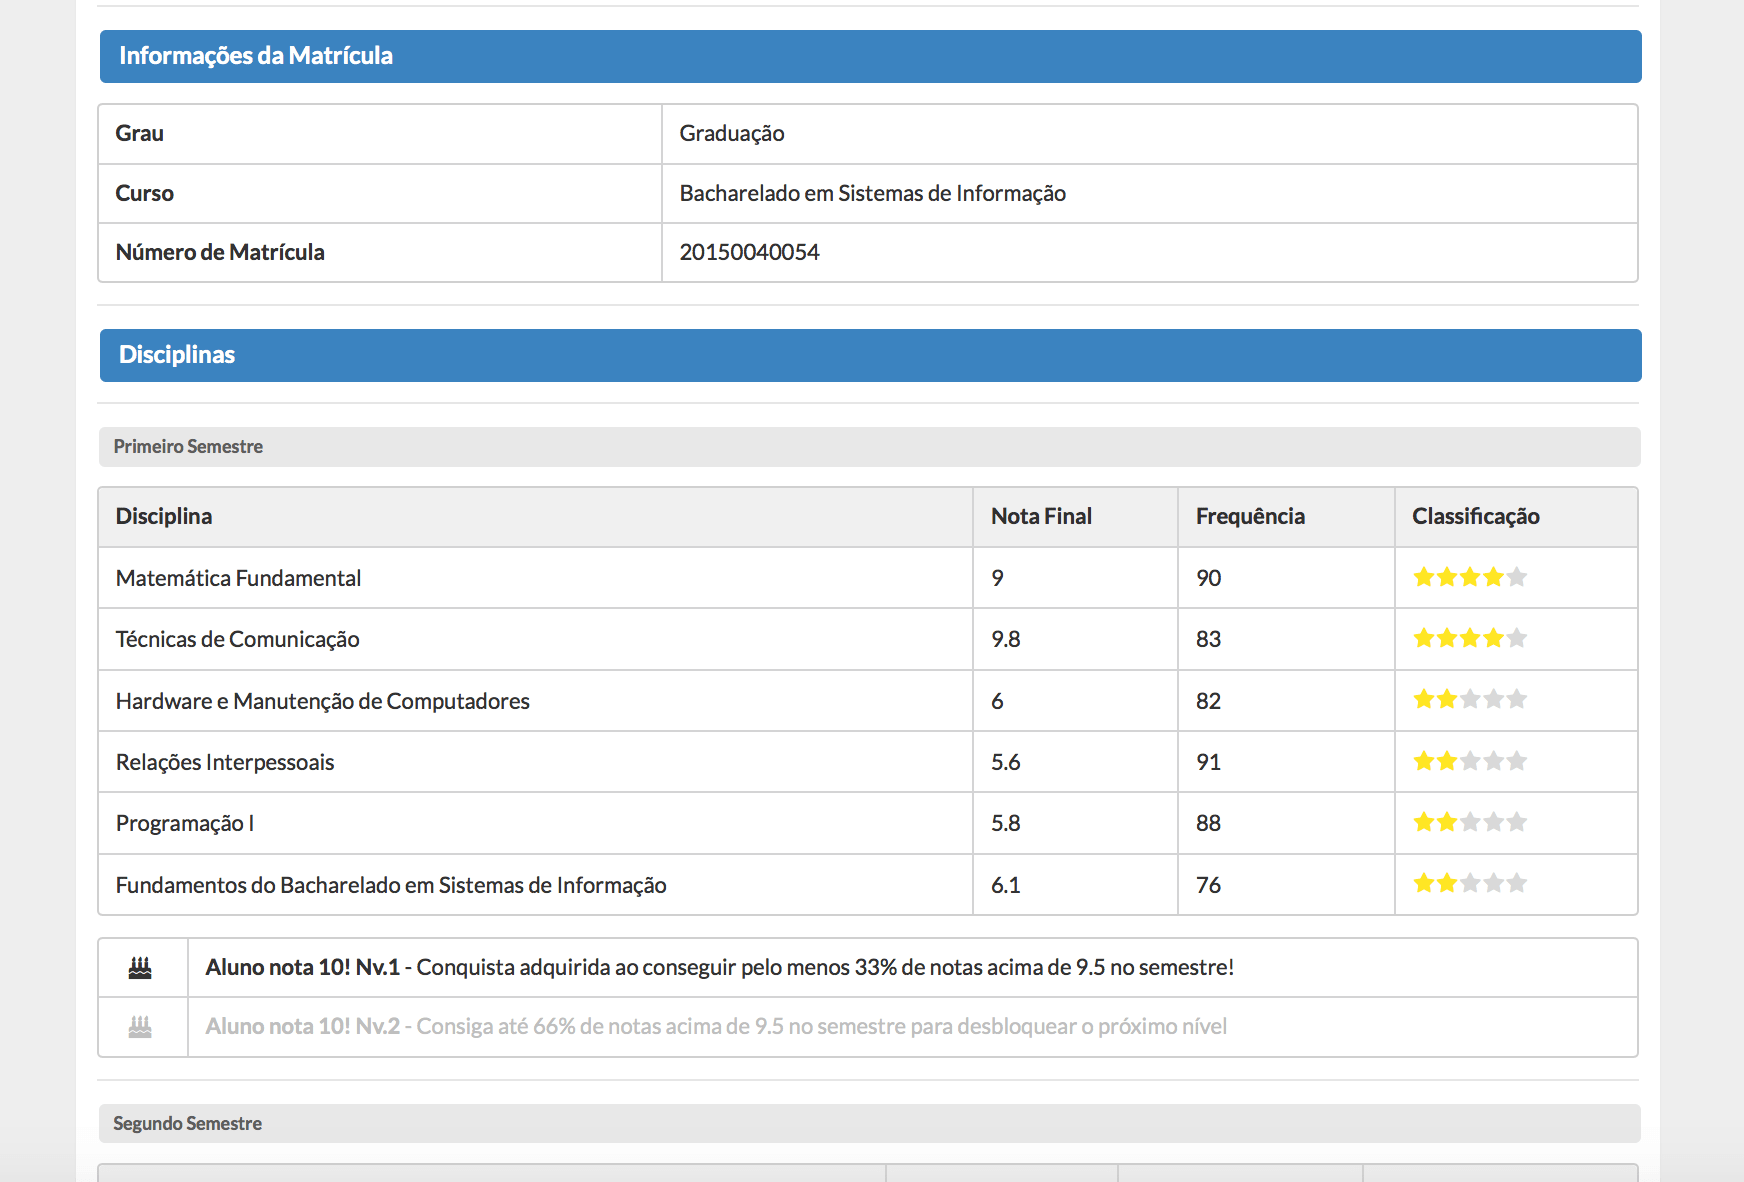 Informações da Matrícula
Grau Graduação
Curso Bacharelado em Sistemas de Informação
Número de Matrícula 20150040054
Disciplinas
Primeiro Semestre
Disciplina Nota Final Frequência Classificação
Matemática Fundamental 9 90
Técnicas de Comunicação 9.8 83
Hardware e Manutenção de Computadores 6 82
Relações Interpessoais 5.6 91
Programação I 5.8 88
Fundamentos do Bacharelado em Sistemas de Informação 6.1 76
Aluno nota 10! Nv.1 - Conquista adquirida ao conseguir pelo menos 33% de notas acima de 9.5 no semestre!
Aluno nota 10! Nv.2 - Consiga até 66% de notas acima de 9.5 no semestre para desbloquear o próximo nível
Segundo Semestre